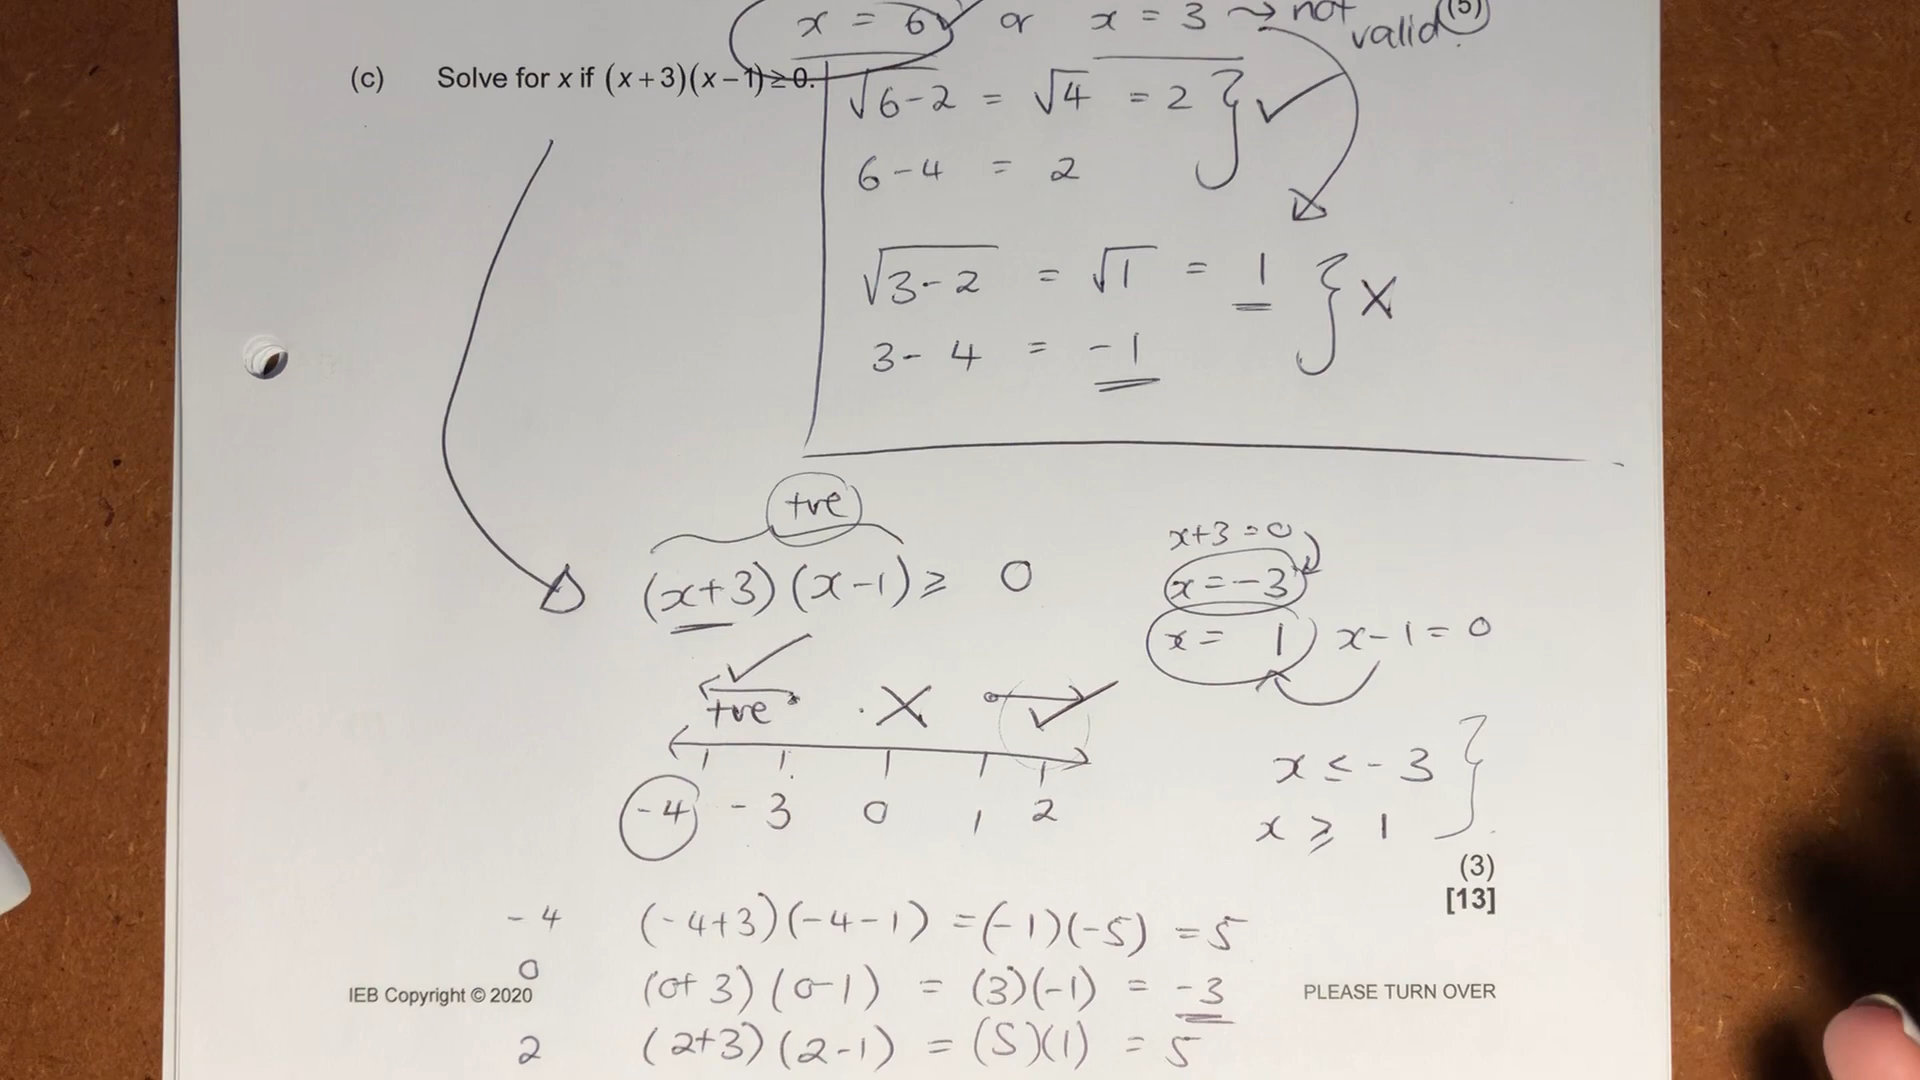 x = 6 ✓ or x = 3 → not valid. (5)
(c) Solve for x if (x+3)(x−1) ≥ 0.
√6−2 = √4 = 2 } ✓
6−4 = 2
√3−2 = √1 = 1 } X
3−4 = −1
+ve
(x+3)(x−1) ≥ 0
x+3=0
x=−3
x= 1 x−1=0
✓
+ve X ✓
-4 -3 0 1 2
x ≤ −3 }
x ≥ 1
(3)
[13]
-4 (-4+3)(-4-1) = (-1)(-5) = 5
0 (0+3)(0-1) = (3)(-1) = -3
IEB Copyright © 2020 PLEASE TURN OVER
2 (2+3)(2-1) = (5)(1) = 5